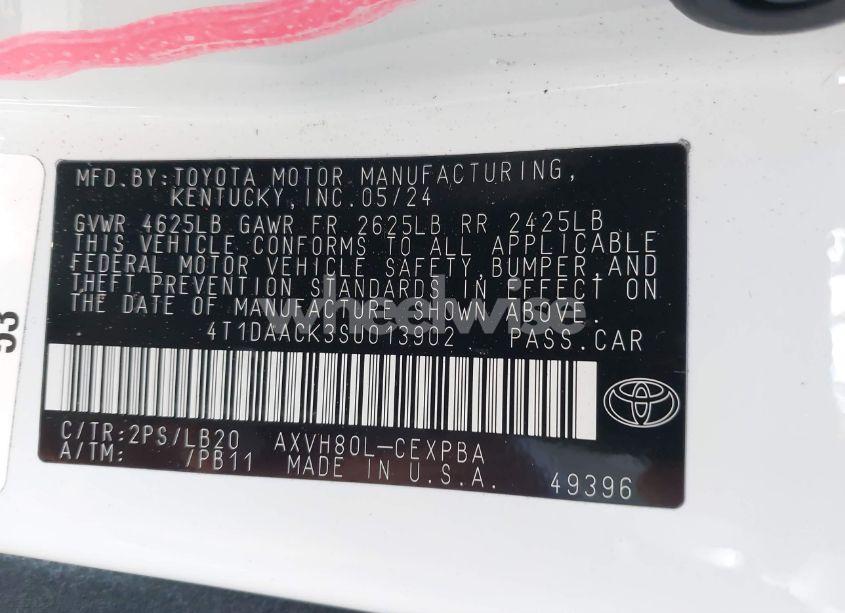 MFD.BY:TOYOTA MOTOR MANUFACTURING,
KENTUCKY,INC.05/24
GVWR 4625LB GAWR FR 2625LB RR 2425LB
THIS VEHICLE CONFORMS TO ALL APPLICABLE
FEDERAL MOTOR VEHICLE SAFETY,BUMPER,AND
THEFT PREVENTION STANDARDS IN EFFECT ON
THE DATE OF MANUFACTURE SHOWN ABOVE.
wheelwise
4T1DAACK3SU013902 PASS.CAR
C/TR:2PS/LB20 AXVH80L-CEXPBA
A/TM: /PB11 MADE IN U.S.A.
49396